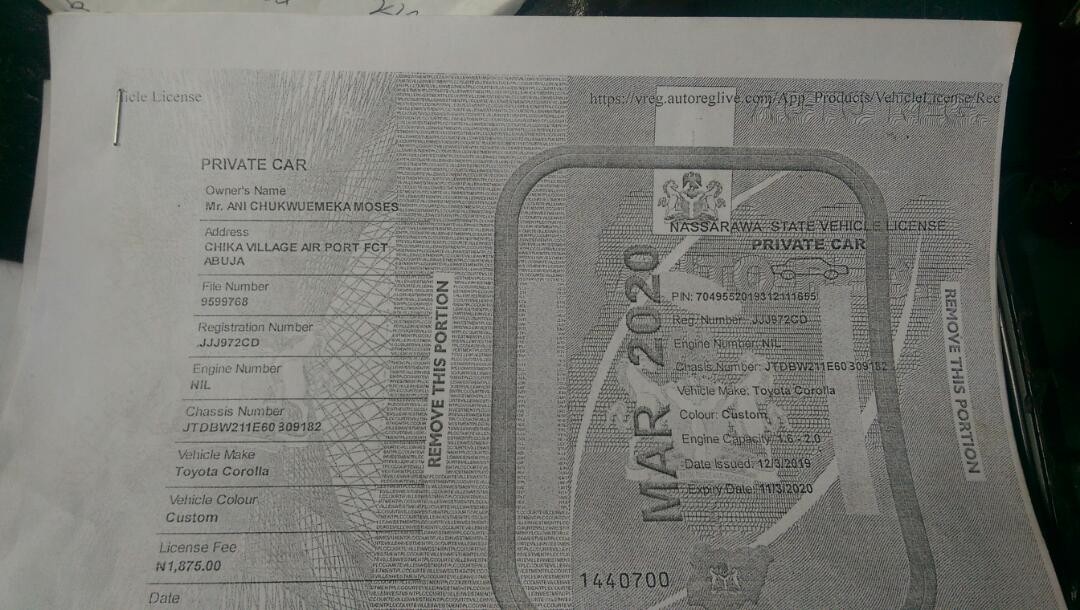 icle License
https://vreg.autoreglive.com/App_Products/VehicleLicense/Rec
PRIVATE CAR
Owner's Name
Mr. ANI CHUKWUEMEKA MOSES
Address
CHIKA VILLAGE AIR PORT FCT
ABUJA
File Number
9599768
Registration Number
JJJ972CD
Engine Number
NIL
Chassis Number
JTDBW211E60309182
Vehicle Make
Toyota Corolla
Vehicle Colour
Custom
License Fee
₦1,875.00
Date
REMOVE THIS PORTION
MAR 2020
NASSARAWA STATE VEHICLE LICENSE
PRIVATE CAR
PIN: 7049552019312111655
Reg. Number: JJJ972CD
Engine Number: NIL
Chasis Number: JTDBW211E60309182
Vehicle Make: Toyota Corolla
Colour: Custom
Engine Capacity: 1.6 - 2.0
Date Issued: 12/3/2019
Expiry Date: 11/3/2020
1440700
REMOVE THIS PORTION